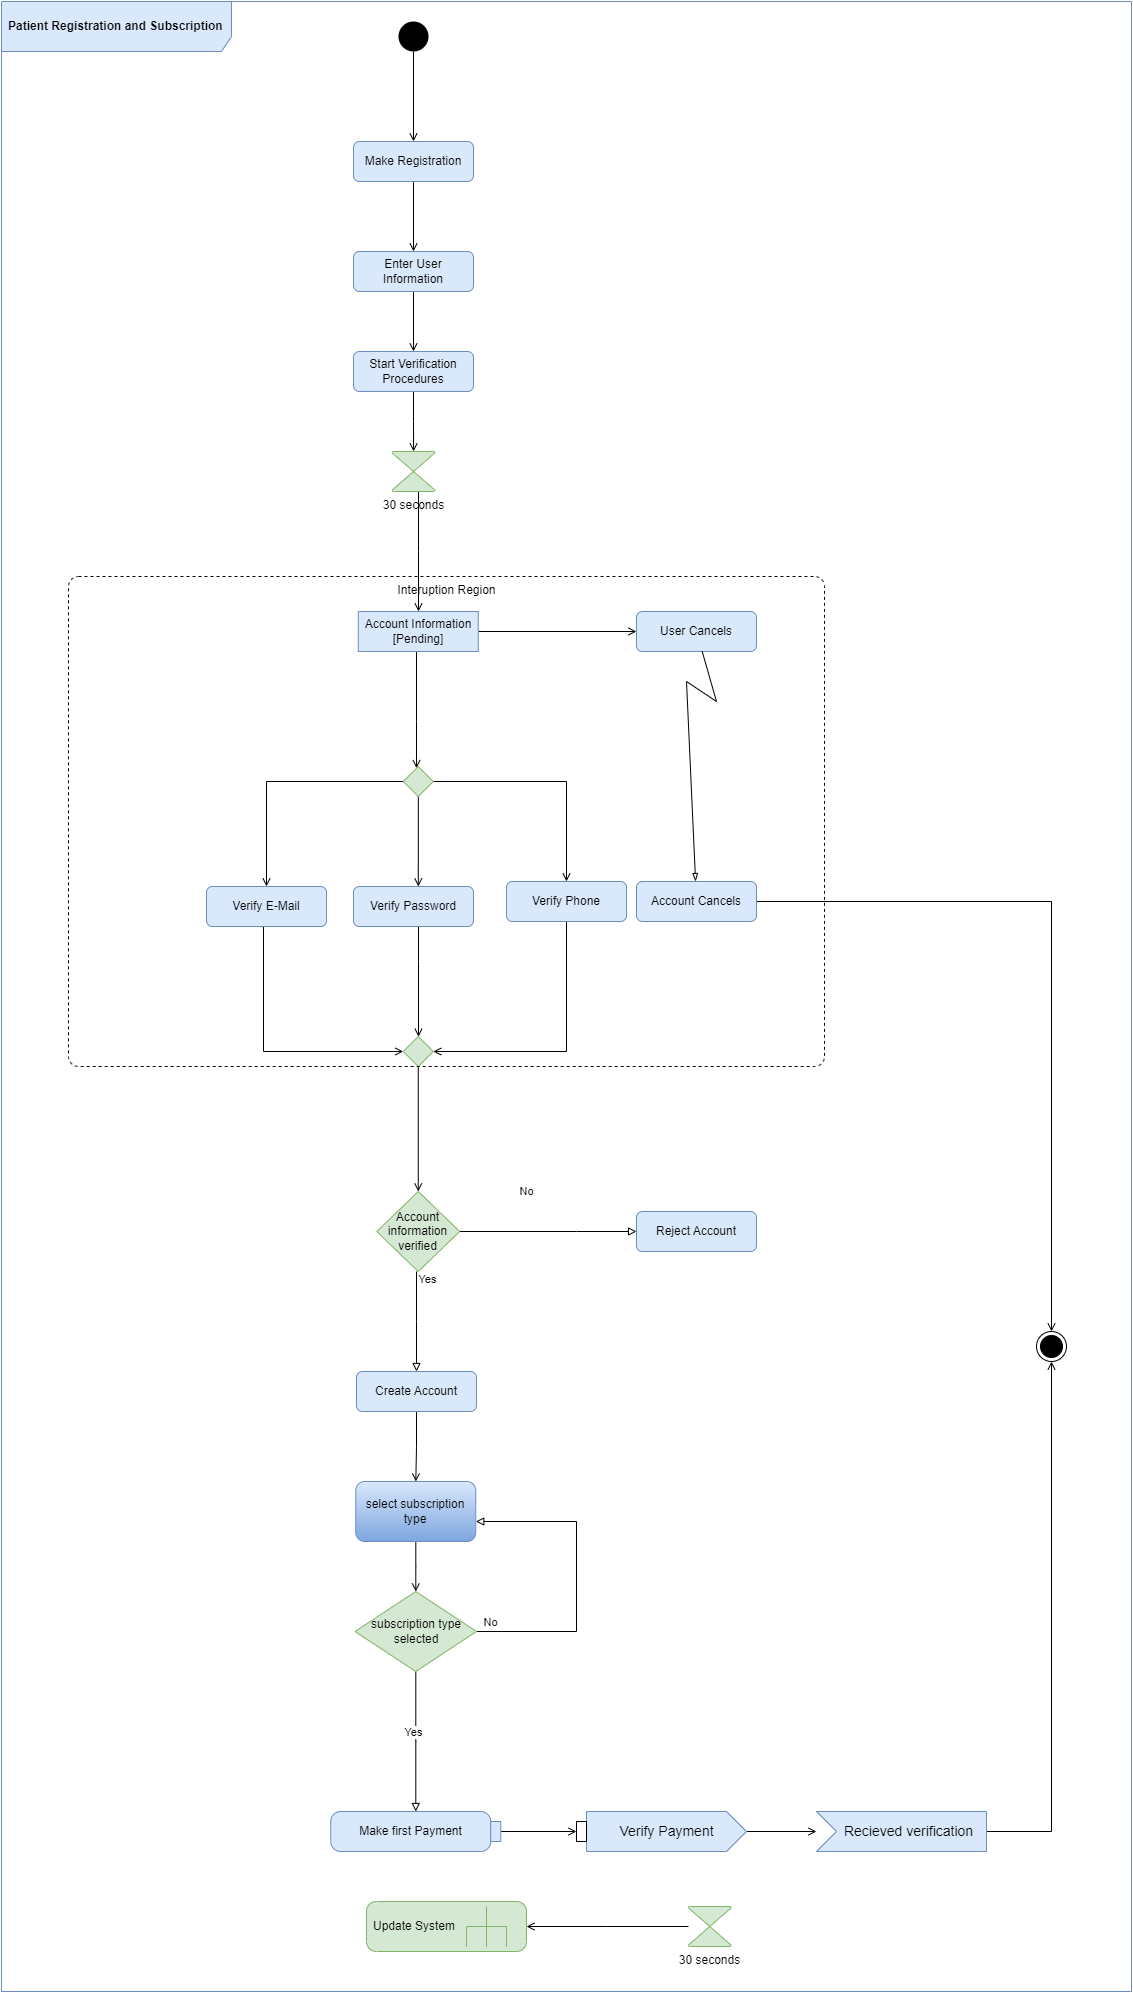 Patient Registration and Subscription
Make Registration
Enter User
Information
Start Verification
Procedures
30 seconds
Interuption Region
Account Information
[Pending]
User Cancels
Verify E-Mail
Verify Password
Verify Phone
Account Cancels
No
Account
information
verified
Reject Account
Yes
Create Account
select subscription
type
subscription type
selected
No
Yes
Make first Payment
Verify Payment
Recieved verification
Update System
30 seconds